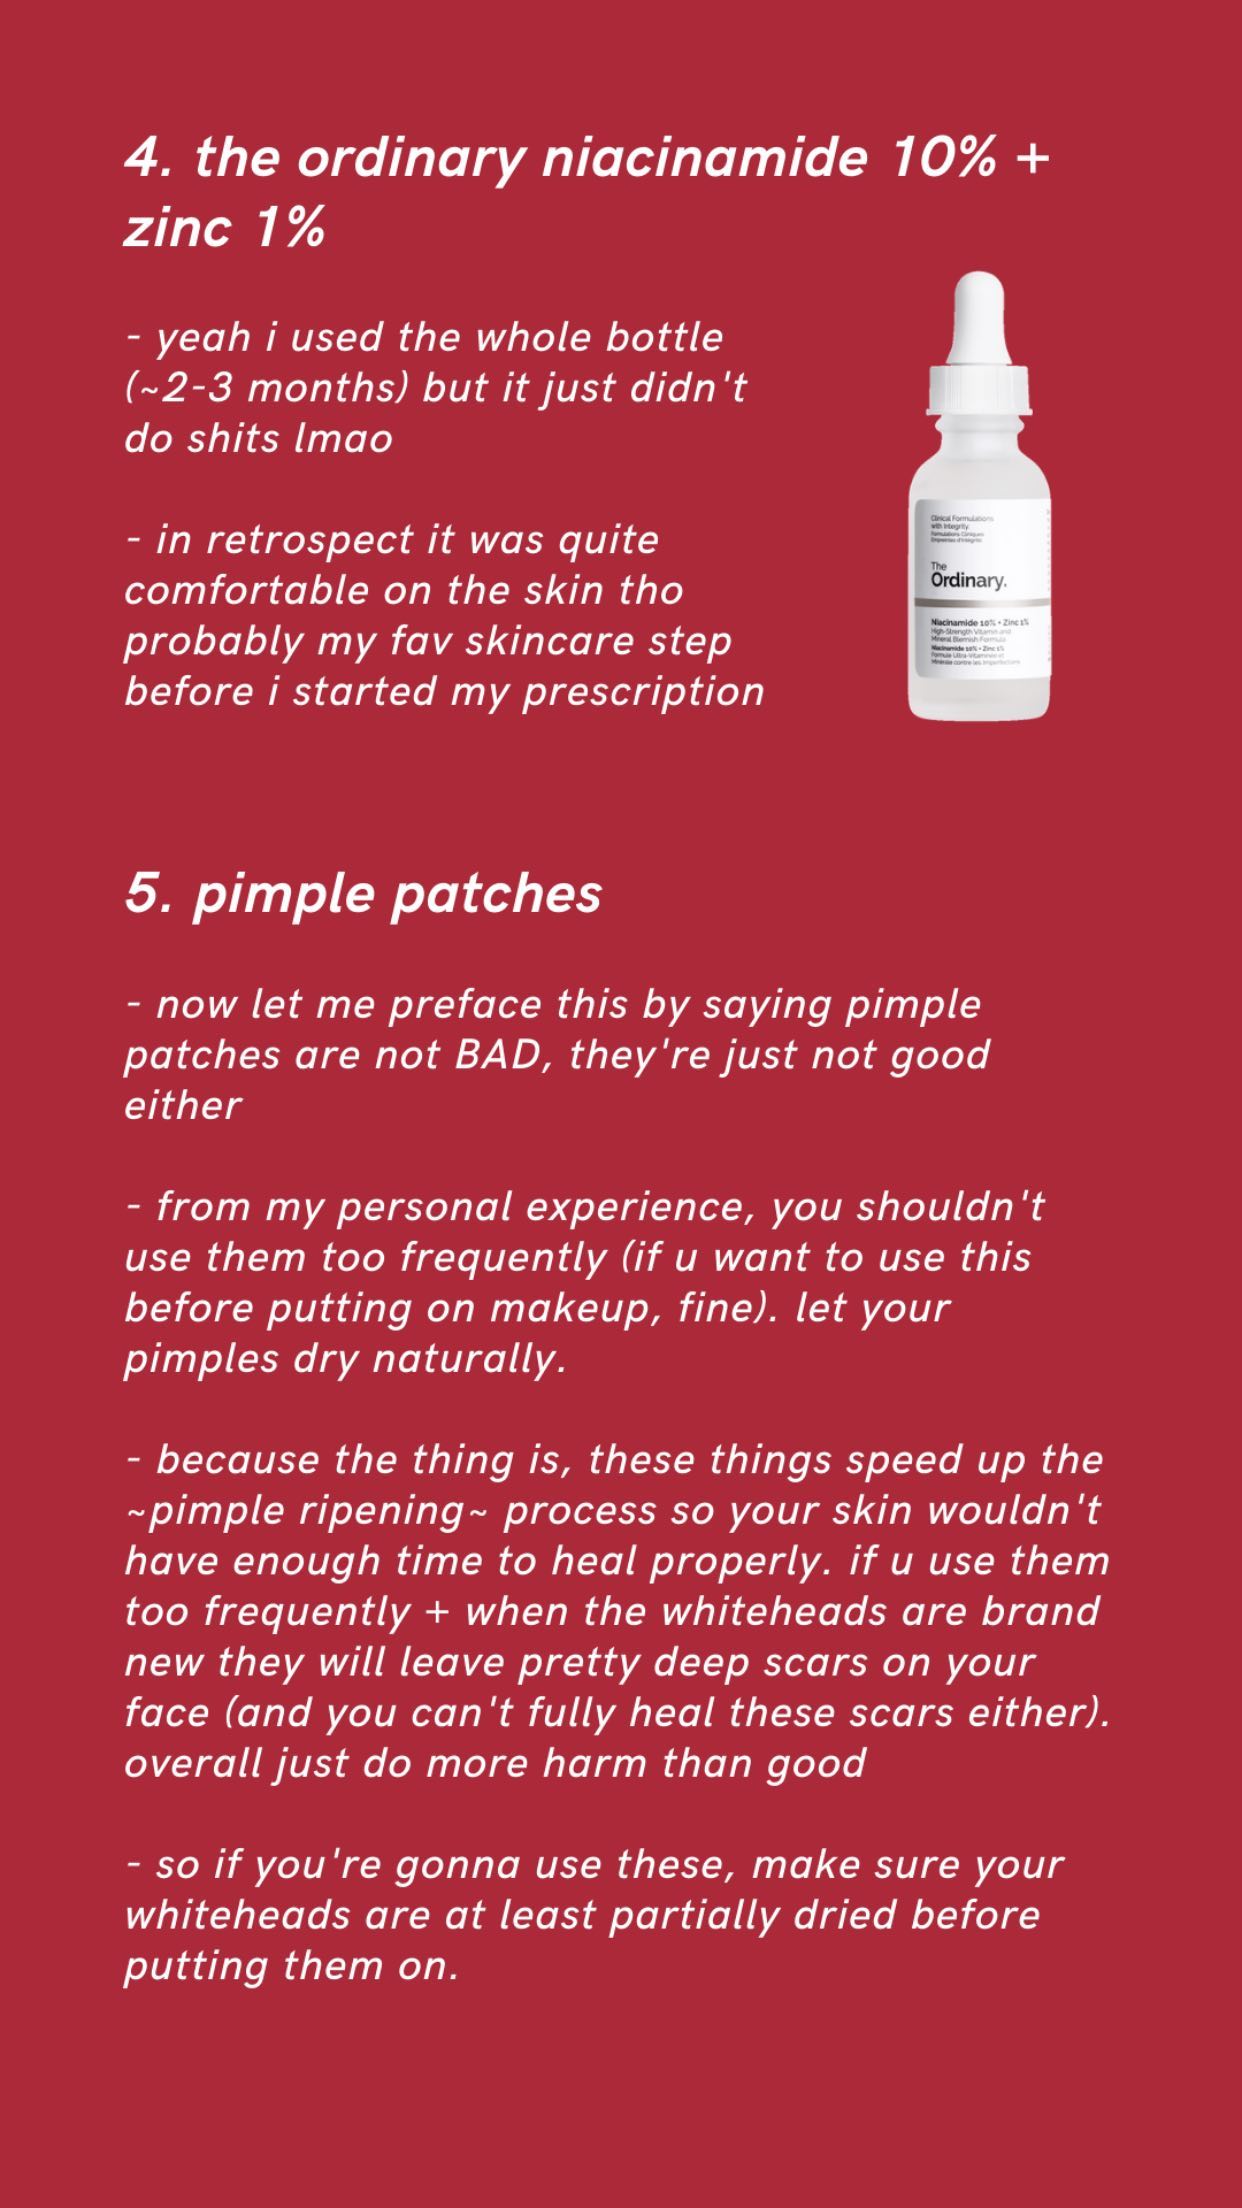 4. the ordinary niacinamide 10% +
zinc 1%
- yeah i used the whole bottle
(~2-3 months) but it just didn't
do shits lmao
- in retrospect it was quite
comfortable on the skin tho
probably my fav skincare step
before i started my prescription
Clinical Formulations
with Integrity.
Formulations Cliniques
Empreintes d'Intégrité.
The
Ordinary.
Niacinamide 10% + Zinc 1%
High-Strength Vitamin and
Mineral Blemish Formula
Niacinamide 10% + Zinc 1%
Formule Ultra-Vitaminée et
Minérale contre les Imperfections
5. pimple patches
- now let me preface this by saying pimple
patches are not BAD, they're just not good
either
- from my personal experience, you shouldn't
use them too frequently (if u want to use this
before putting on makeup, fine). let your
pimples dry naturally.
- because the thing is, these things speed up the
~pimple ripening~ process so your skin wouldn't
have enough time to heal properly. if u use them
too frequently + when the whiteheads are brand
new they will leave pretty deep scars on your
face (and you can't fully heal these scars either).
overall just do more harm than good
- so if you're gonna use these, make sure your
whiteheads are at least partially dried before
putting them on.